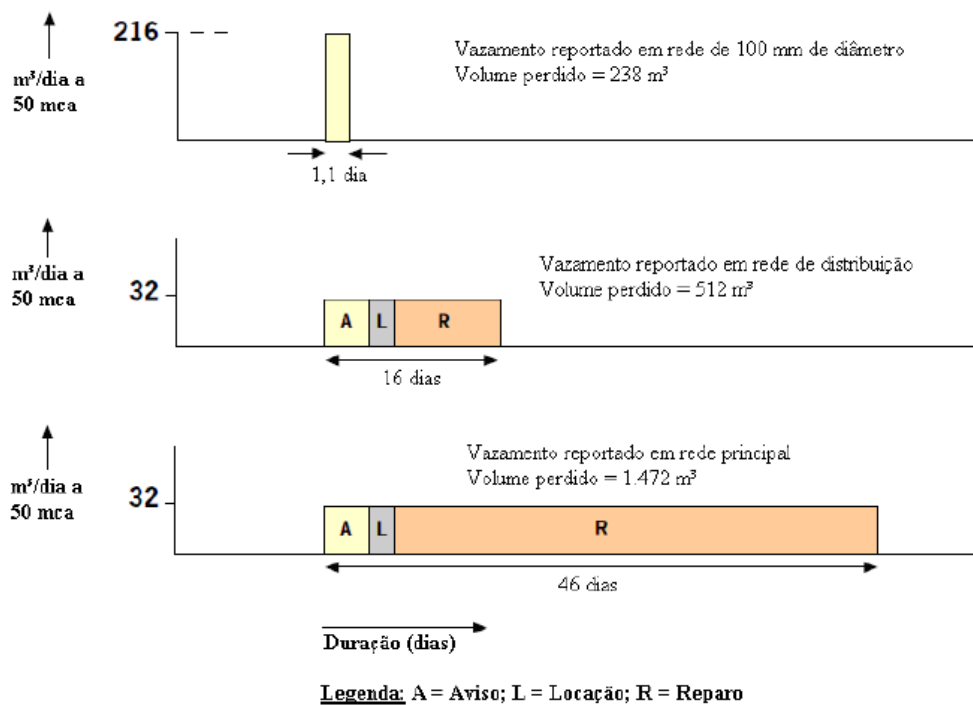 216
m³/dia a
50 mca
Vazamento reportado em rede de 100 mm de diâmetro
Volume perdido = 238 m³
1,1 dia
m³/dia a
50 mca
32
Vazamento reportado em rede de distribuição
Volume perdido = 512 m³
A L R
16 dias
m³/dia a
50 mca
32
Vazamento reportado em rede principal
Volume perdido = 1.472 m³
A L R
46 dias
Duração (dias)
Legenda: A = Aviso; L = Locação; R = Reparo